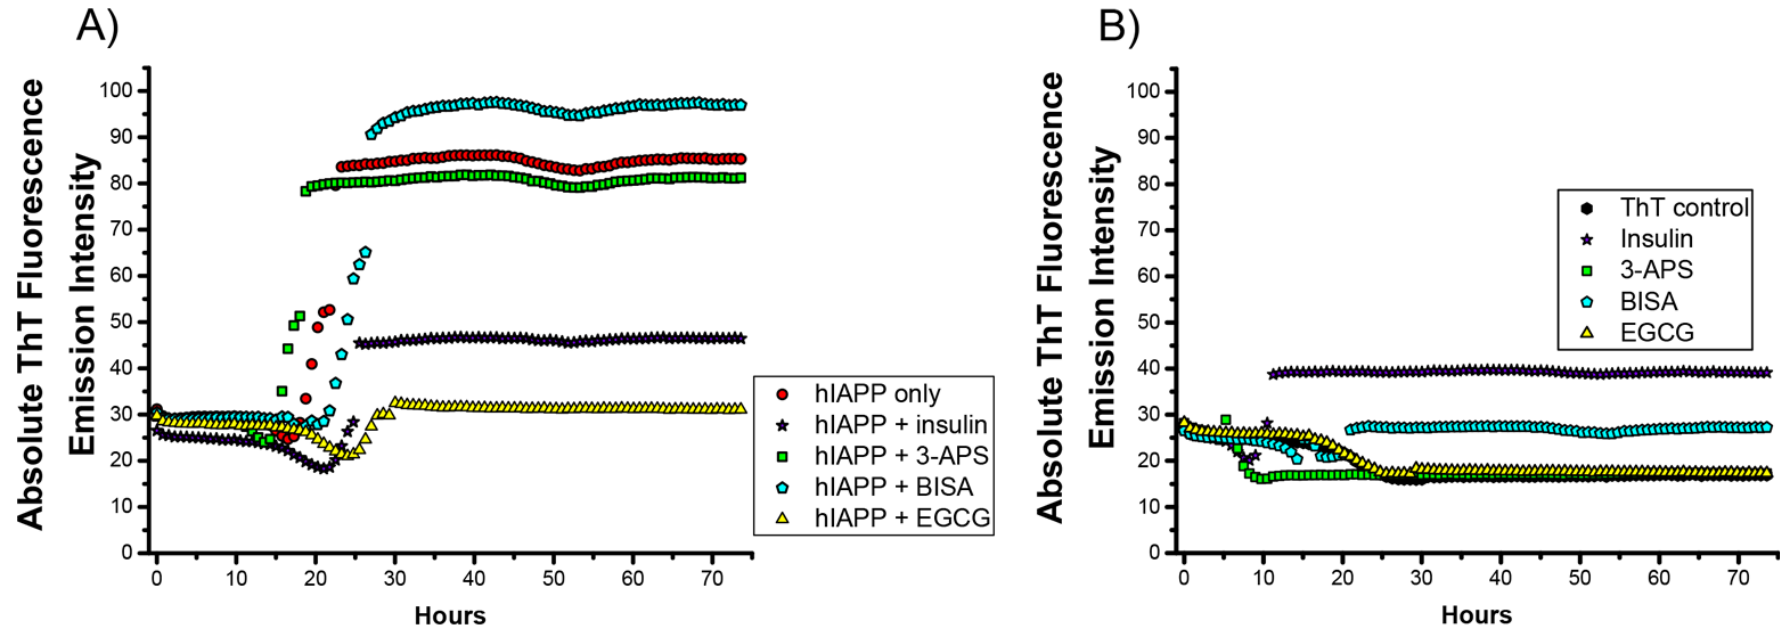 A)
Absolute ThT Fluorescence
Emission Intensity
100
90
80
70
60
50
40
30
20
10
0
0 10 20 30 40 50 60 70
Hours
hIAPP only
hIAPP + insulin
hIAPP + 3-APS
hIAPP + BISA
hIAPP + EGCG
B)
Absolute ThT Fluorescence
Emission Intensity
100
90
80
70
60
50
40
30
20
10
0
0 10 20 30 40 50 60 70
Hours
ThT control
Insulin
3-APS
BISA
EGCG